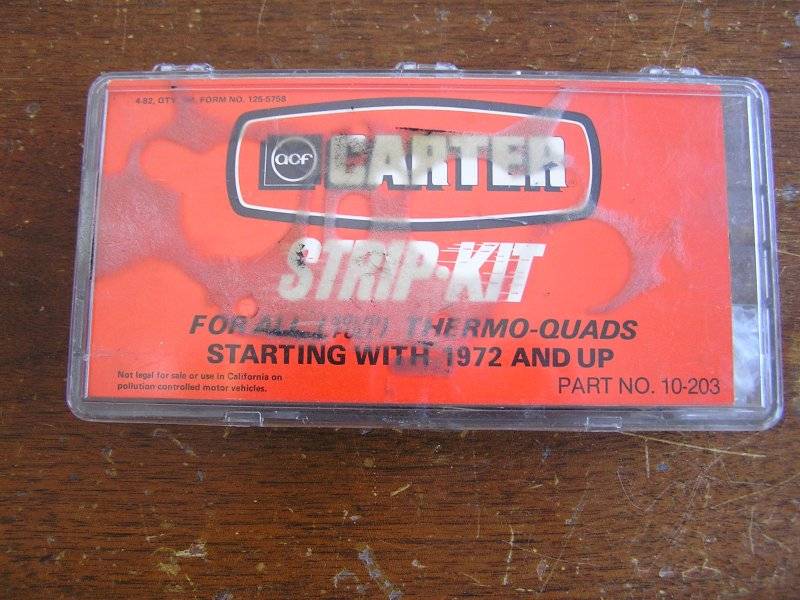 4-82, QTY. FORM NO. 125-5758
acf CARTER
STRIP-KIT
FOR ALL THERMO-QUADS
STARTING WITH 1972 AND UP
Not legal for sale or use in California on
pollution controlled motor vehicles.
PART NO. 10-203